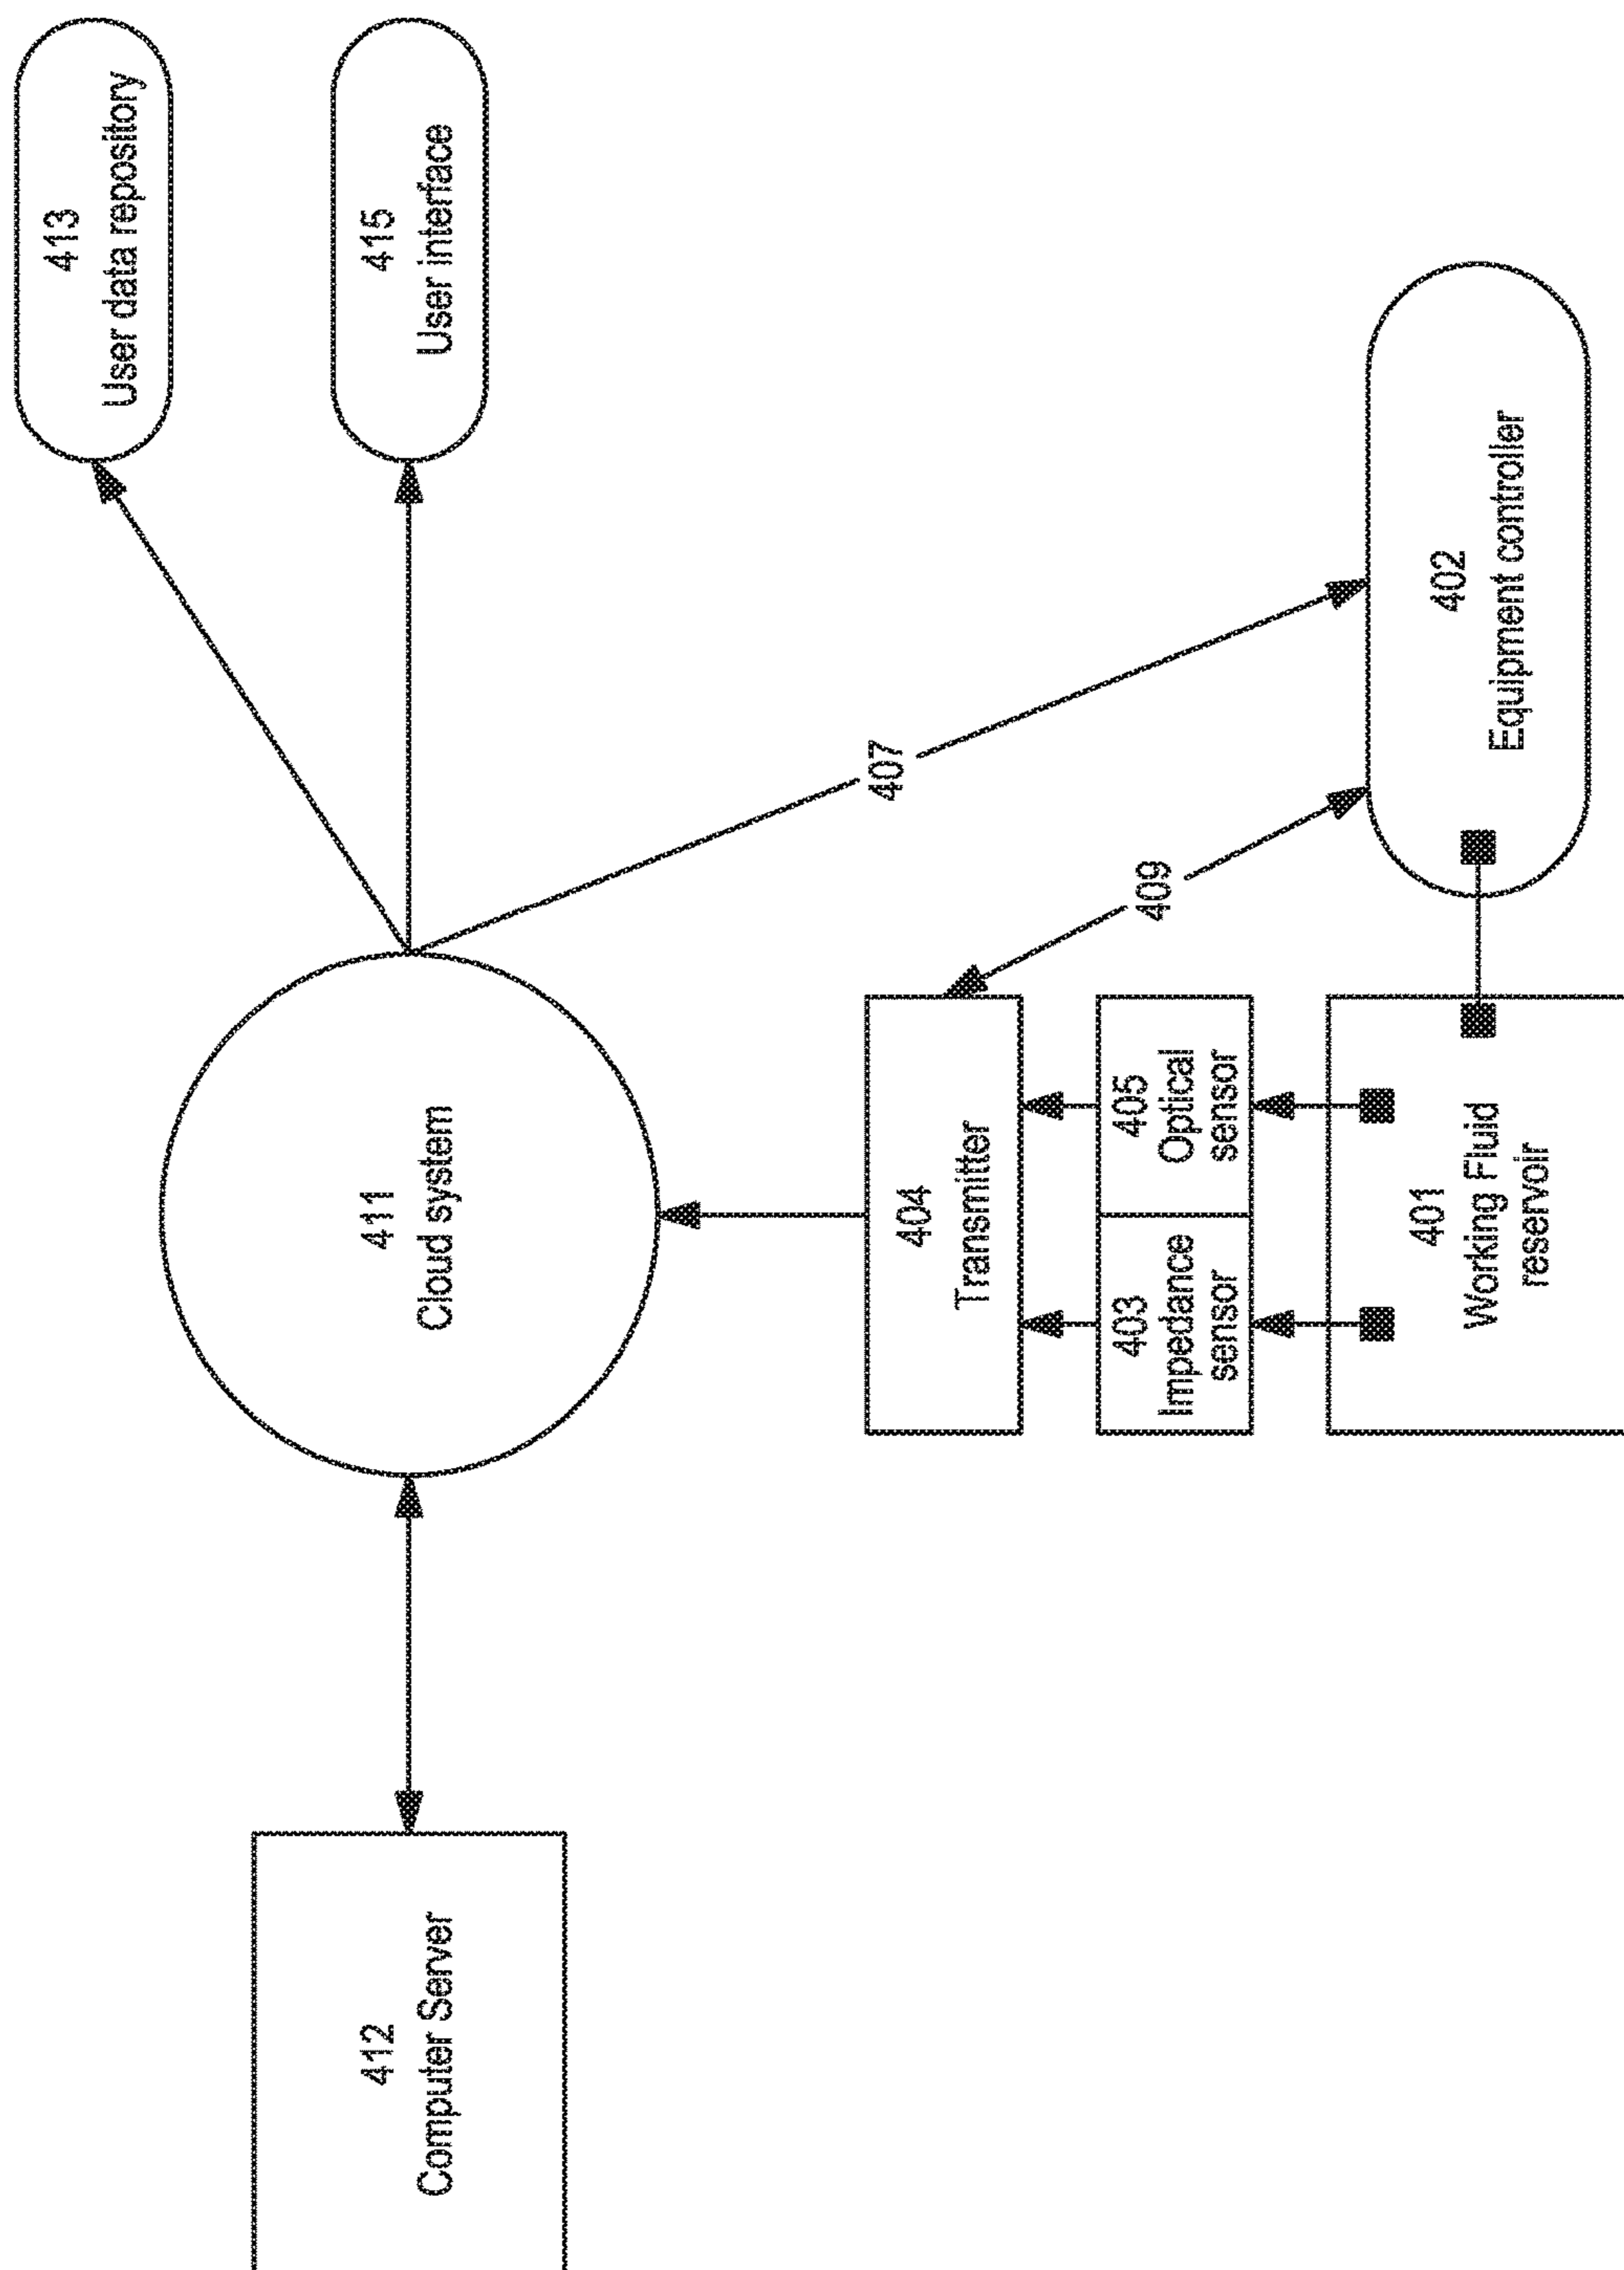 412
Computer Server
411
Cloud system
413
User data repository
415
User interface
407
409
404
Transmitter
403
Impedance
sensor
405
Optical
sensor
401
Working Fluid
reservoir
402
Equipment controller